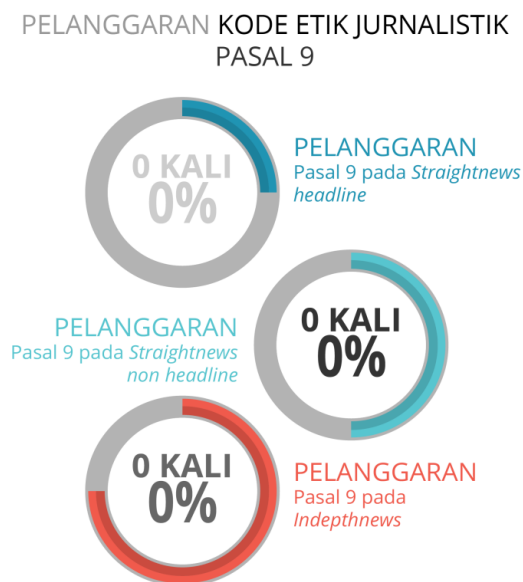 PELANGGARAN KODE ETIK JURNALISTIK
PASAL 9
0 KALI
0%
PELANGGARAN
Pasal 9 pada Straightnews
headline
PELANGGARAN
Pasal 9 pada Straightnews
non headline
0 KALI
0%
0 KALI
0%
PELANGGARAN
Pasal 9 pada
Indepthnews